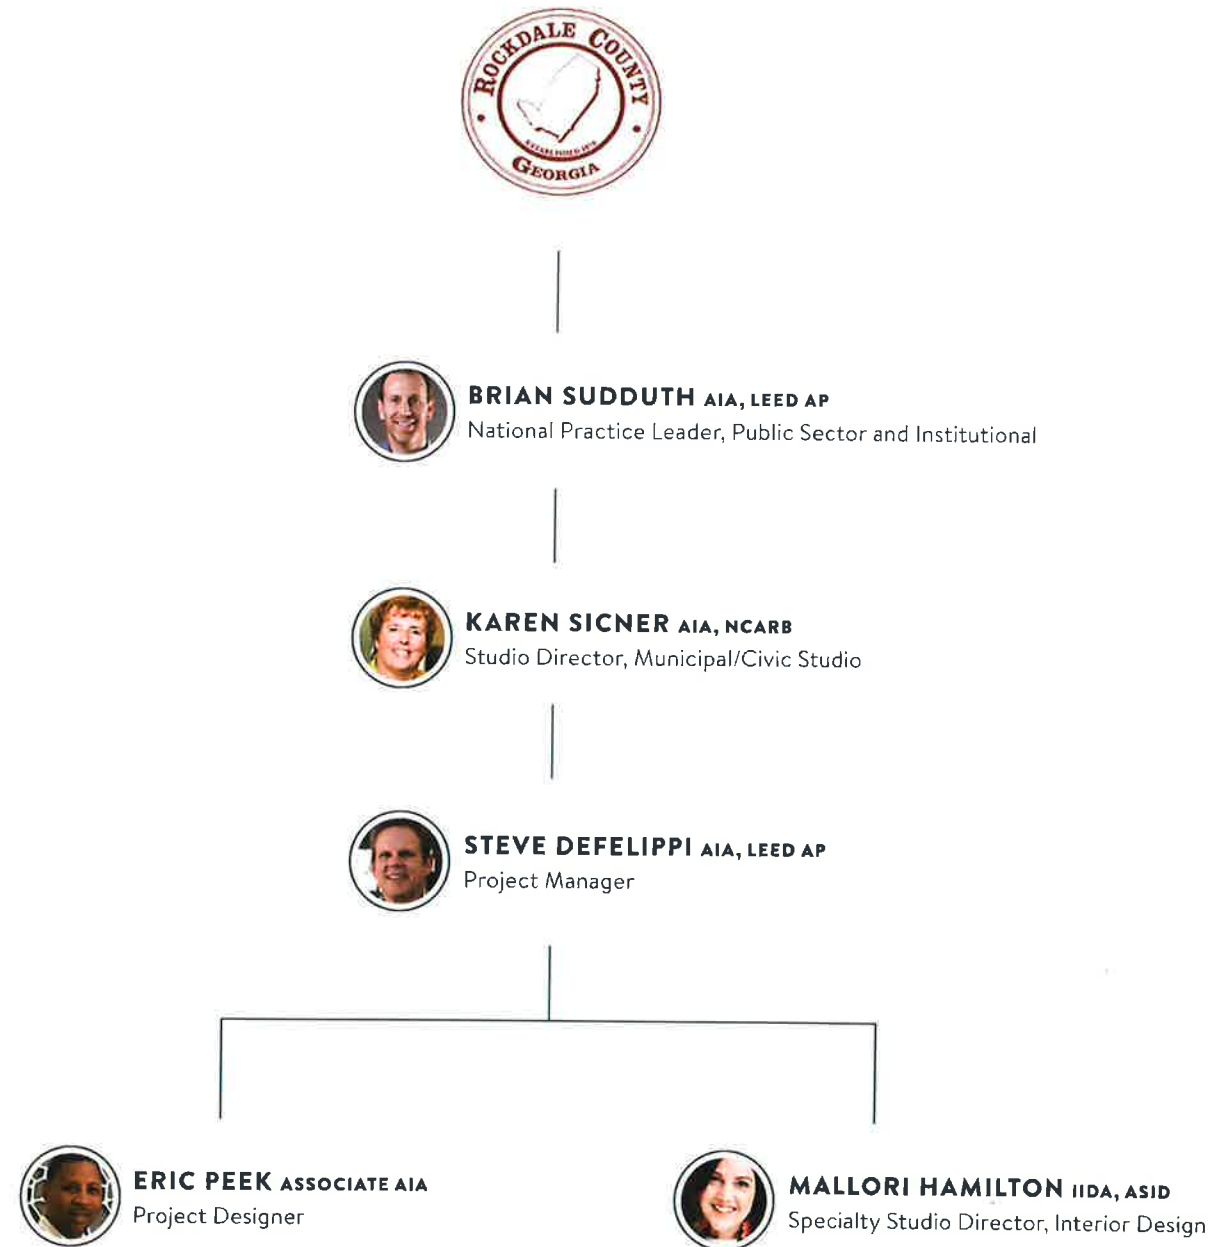 ROCKDALE COUNTY
ESTABLISHED
GEORGIA
BRIAN SUDDUTH AIA, LEED AP
National Practice Leader, Public Sector and Institutional
KAREN SICNER AIA, NCARB
Studio Director, Municipal/Civic Studio
STEVE DEFELIPPI AIA, LEED AP
Project Manager
ERIC PEEK ASSOCIATE AIA
Project Designer
MALLORI HAMILTON IIDA, ASID
Specialty Studio Director, Interior Design